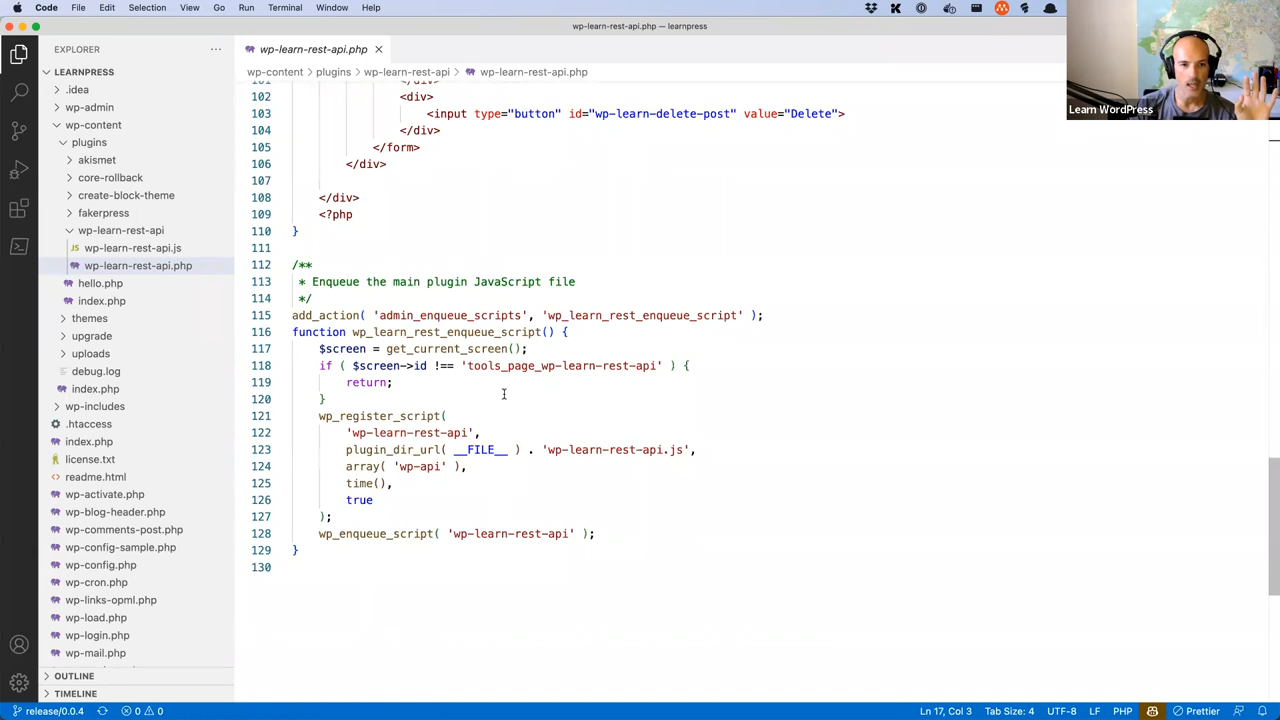 Code File Edit Selection View Go Run Terminal Window Help
wp-learn-rest-api.php — learnpress
EXPLORER
LEARNPRESS
.idea
wp-admin
wp-content
plugins
akismet
core-rollback
create-block-theme
fakerpress
wp-learn-rest-api
JS wp-learn-rest-api.js
wp-learn-rest-api.php
hello.php
index.php
themes
upgrade
uploads
debug.log
index.php
wp-includes
.htaccess
index.php
license.txt
readme.html
wp-activate.php
wp-blog-header.php
wp-comments-post.php
wp-config-sample.php
wp-config.php
wp-cron.php
wp-links-opml.php
wp-load.php
wp-login.php
wp-mail.php
OUTLINE
TIMELINE
wp-learn-rest-api.php
wp-content > plugins > wp-learn-rest-api > wp-learn-rest-api.php
101 </div>
102 <div>
103 <input type="button" id="wp-learn-delete-post" value="Delete">
104 </div>
105 </form>
106 </div>
107
108 </div>
109 <?php
110 }
111
112 /**
113 * Enqueue the main plugin JavaScript file
114 */
115 add_action( 'admin_enqueue_scripts', 'wp_learn_rest_enqueue_script' );
116 function wp_learn_rest_enqueue_script() {
117 $screen = get_current_screen();
118 if ( $screen->id !== 'tools_page_wp-learn-rest-api' ) {
119 return;
120 }
121 wp_register_script(
122 'wp-learn-rest-api',
123 plugin_dir_url( __FILE__ ) . 'wp-learn-rest-api.js',
124 array( 'wp-api' ),
125 time(),
126 true
127 );
128 wp_enqueue_script( 'wp-learn-rest-api' );
129 }
130
Learn WordPress
release/0.0.4 0 0 Ln 17, Col 3 Tab Size: 4 UTF-8 LF PHP Prettier